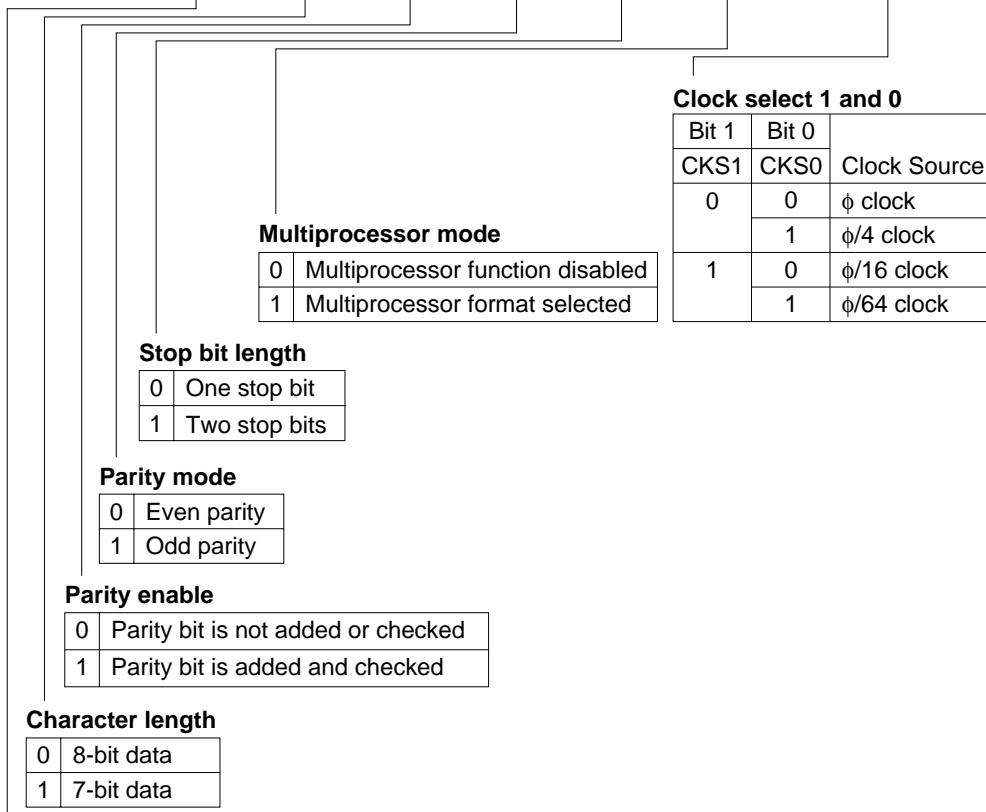 Clock select 1 and 0
Bit 1 Bit 0
CKS1 CKS0 Clock Source
0 0 ϕ clock
1 ϕ/4 clock
1 0 ϕ/16 clock
1 ϕ/64 clock
Multiprocessor mode
0 Multiprocessor function disabled
1 Multiprocessor format selected
Stop bit length
0 One stop bit
1 Two stop bits
Parity mode
0 Even parity
1 Odd parity
Parity enable
0 Parity bit is not added or checked
1 Parity bit is added and checked
Character length
0 8-bit data
1 7-bit data